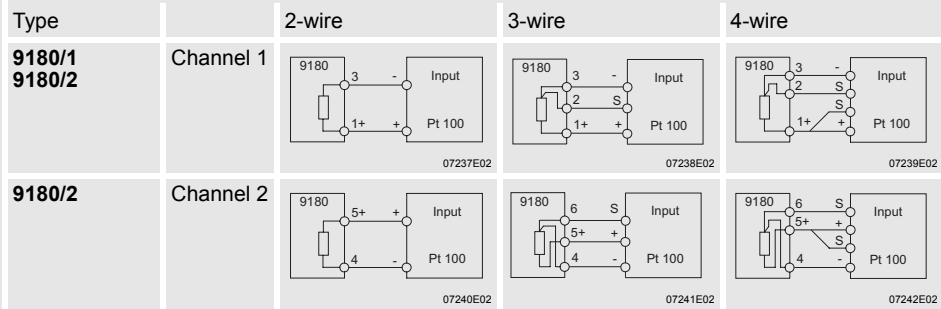 Type 2-wire 3-wire 4-wire
9180/1 Channel 1
9180/2
9180 3 - Input
1+ + Pt 100
07237E02
9180 3 - Input
2 S
1+ + Pt 100
07238E02
9180 3 - Input
2 S
S
1+ + Pt 100
07239E02
9180/2 Channel 2
9180 5+ + Input
4 - Pt 100
07240E02
9180 6 S Input
5+ +
4 - Pt 100
07241E02
9180 6 S Input
5+ +
S
4 - Pt 100
07242E02